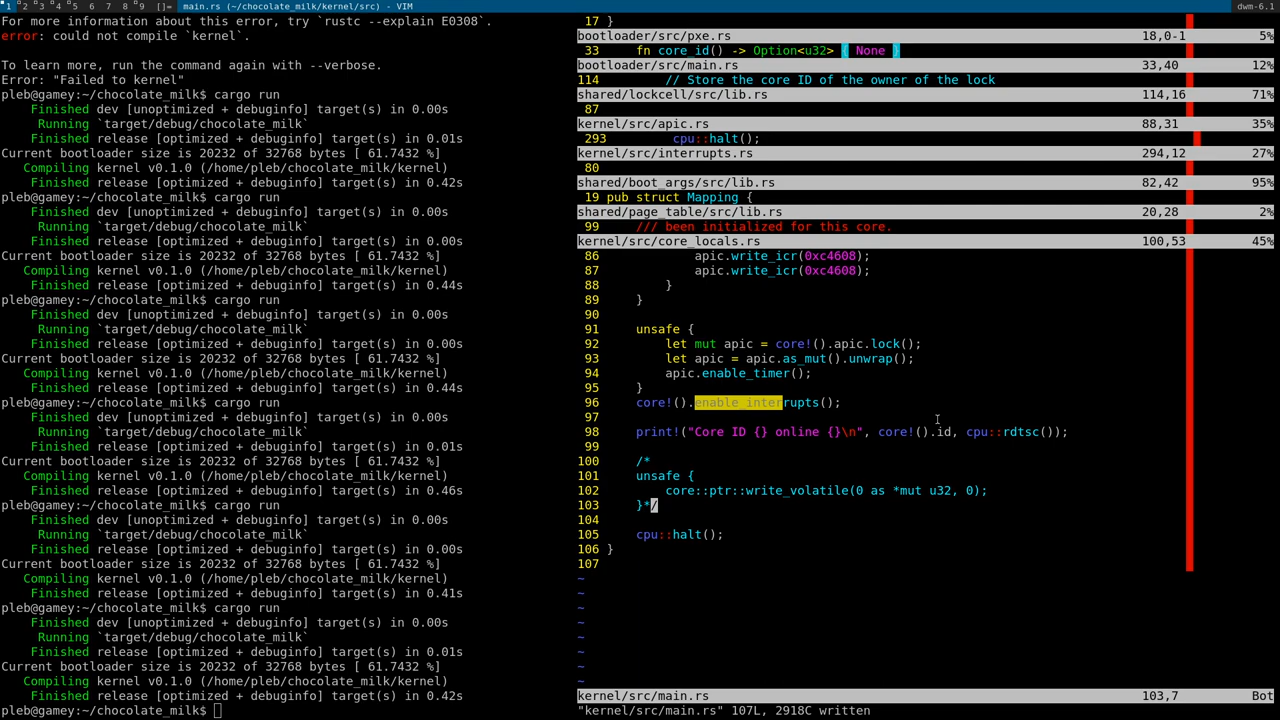 1 2 3 4 5 6 7 8 9 []= main.rs (~/chocolate_milk/kernel/src) - VIM dwm-6.1
For more information about this error, try `rustc --explain E0308`.
error: could not compile `kernel`.
To learn more, run the command again with --verbose.
Error: "Failed to kernel"
pleb@gamey:~/chocolate_milk$ cargo run
Finished dev [unoptimized + debuginfo] target(s) in 0.00s
Running `target/debug/chocolate_milk`
Finished release [optimized + debuginfo] target(s) in 0.01s
Current bootloader size is 20232 of 32768 bytes [ 61.7432 %]
Compiling kernel v0.1.0 (/home/pleb/chocolate_milk/kernel)
Finished release [optimized + debuginfo] target(s) in 0.42s
pleb@gamey:~/chocolate_milk$ cargo run
Finished dev [unoptimized + debuginfo] target(s) in 0.00s
Running `target/debug/chocolate_milk`
Finished release [optimized + debuginfo] target(s) in 0.00s
Current bootloader size is 20232 of 32768 bytes [ 61.7432 %]
Compiling kernel v0.1.0 (/home/pleb/chocolate_milk/kernel)
Finished release [optimized + debuginfo] target(s) in 0.44s
pleb@gamey:~/chocolate_milk$ cargo run
Finished dev [unoptimized + debuginfo] target(s) in 0.00s
Running `target/debug/chocolate_milk`
Finished release [optimized + debuginfo] target(s) in 0.00s
Current bootloader size is 20232 of 32768 bytes [ 61.7432 %]
Compiling kernel v0.1.0 (/home/pleb/chocolate_milk/kernel)
Finished release [optimized + debuginfo] target(s) in 0.44s
pleb@gamey:~/chocolate_milk$ cargo run
Finished dev [unoptimized + debuginfo] target(s) in 0.00s
Running `target/debug/chocolate_milk`
Finished release [optimized + debuginfo] target(s) in 0.01s
Current bootloader size is 20232 of 32768 bytes [ 61.7432 %]
Compiling kernel v0.1.0 (/home/pleb/chocolate_milk/kernel)
Finished release [optimized + debuginfo] target(s) in 0.46s
pleb@gamey:~/chocolate_milk$ cargo run
Finished dev [unoptimized + debuginfo] target(s) in 0.00s
Running `target/debug/chocolate_milk`
Finished release [optimized + debuginfo] target(s) in 0.00s
Current bootloader size is 20232 of 32768 bytes [ 61.7432 %]
Compiling kernel v0.1.0 (/home/pleb/chocolate_milk/kernel)
Finished release [optimized + debuginfo] target(s) in 0.41s
pleb@gamey:~/chocolate_milk$ cargo run
Finished dev [unoptimized + debuginfo] target(s) in 0.00s
Running `target/debug/chocolate_milk`
Finished release [optimized + debuginfo] target(s) in 0.01s
Current bootloader size is 20232 of 32768 bytes [ 61.7432 %]
Compiling kernel v0.1.0 (/home/pleb/chocolate_milk/kernel)
Finished release [optimized + debuginfo] target(s) in 0.42s
pleb@gamey:~/chocolate_milk$
17 }
bootloader/src/pxe.rs 18,0-1 5%
33 fn core_id() -> Option<u32> { None }
bootloader/src/main.rs 33,40 12%
114 // Store the core ID of the owner of the lock
shared/lockcell/src/lib.rs 114,16 71%
87
kernel/src/apic.rs 88,31 35%
293 cpu::halt();
kernel/src/interrupts.rs 294,12 27%
80
shared/boot_args/src/lib.rs 82,42 95%
19 pub struct Mapping {
shared/page_table/src/lib.rs 20,28 2%
99 /// been initialized for this core.
kernel/src/core_locals.rs 100,53 45%
86 apic.write_icr(0xc4608);
87 apic.write_icr(0xc4608);
88 }
89 }
90
91 unsafe {
92 let mut apic = core!().apic.lock();
93 let apic = apic.as_mut().unwrap();
94 apic.enable_timer();
95 }
96 core!().enable_interrupts();
97
98 print!("Core ID {} online {}\n", core!().id, cpu::rdtsc());
99
100 /*
101 unsafe {
102 core::ptr::write_volatile(0 as *mut u32, 0);
103 }*/
104
105 cpu::halt();
106 }
107
~
~
~
~
~
~
~
~
kernel/src/main.rs 103,7 Bot
"kernel/src/main.rs" 107L, 2918C written